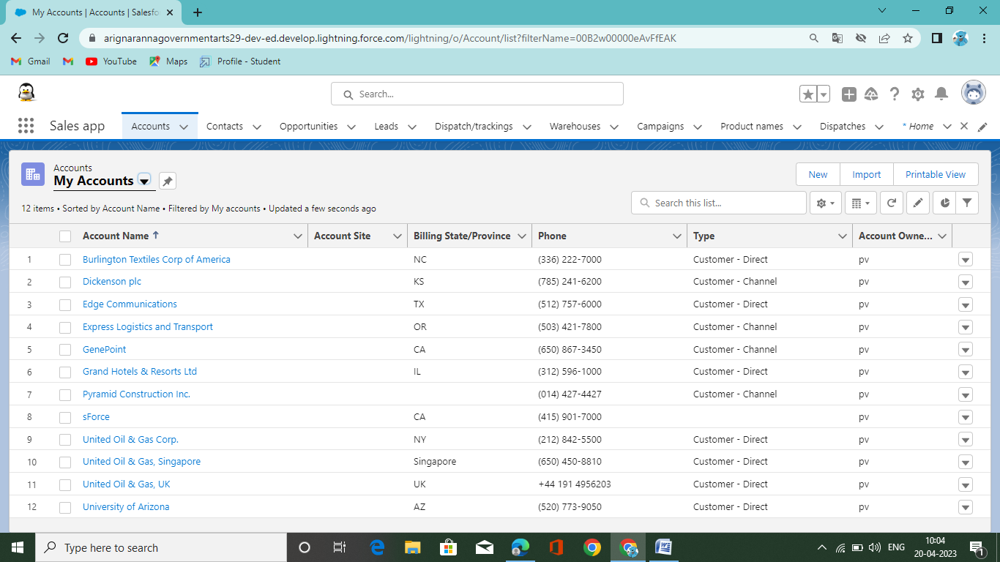 My Accounts | Accounts | Salesfo
arignarannagovernmentarts29-dev-ed.develop.lightning.force.com/lightning/o/Account/list?filterName=00B2w00000eAvFfEAK
Gmail YouTube Maps Profile - Student
Search...
Sales app Accounts Contacts Opportunities Leads Dispatch/trackings Warehouses Campaigns Product names Dispatches * Home
Accounts
My Accounts
New Import Printable View
12 items • Sorted by Account Name • Filtered by My accounts • Updated a few seconds ago
Search this list...
Account Name Account Site Billing State/Province Phone Type Account Owne...
1 Burlington Textiles Corp of America NC (336) 222-7000 Customer - Direct pv
2 Dickenson plc KS (785) 241-6200 Customer - Channel pv
3 Edge Communications TX (512) 757-6000 Customer - Direct pv
4 Express Logistics and Transport OR (503) 421-7800 Customer - Channel pv
5 GenePoint CA (650) 867-3450 Customer - Channel pv
6 Grand Hotels & Resorts Ltd IL (312) 596-1000 Customer - Direct pv
7 Pyramid Construction Inc. (014) 427-4427 Customer - Channel pv
8 sForce CA (415) 901-7000 pv
9 United Oil & Gas Corp. NY (212) 842-5500 Customer - Direct pv
10 United Oil & Gas, Singapore Singapore (650) 450-8810 Customer - Direct pv
11 United Oil & Gas, UK UK +44 191 4956203 Customer - Direct pv
12 University of Arizona AZ (520) 773-9050 Customer - Direct pv
Type here to search
ENG
10:04
20-04-2023
1